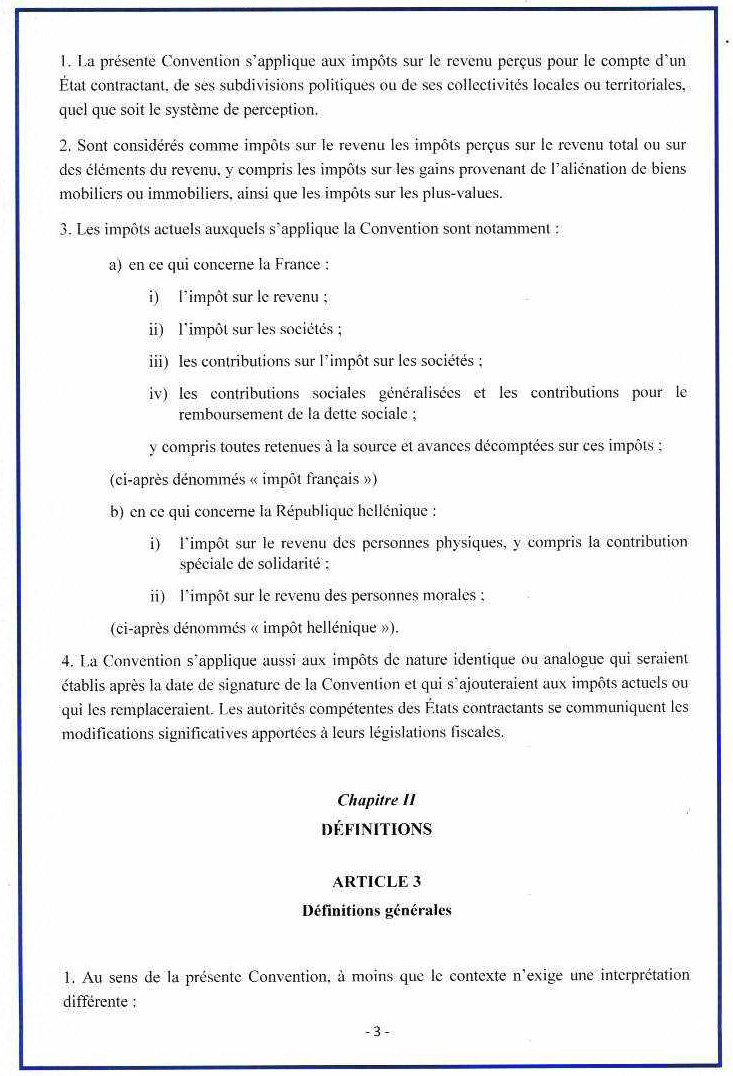 1. La présente Convention s'applique aux impôts sur le revenu perçus pour le compte d'un
État contractant, de ses subdivisions politiques ou de ses collectivités locales ou territoriales,
quel que soit le système de perception.
2. Sont considérés comme impôts sur le revenu les impôts perçus sur le revenu total ou sur
des éléments du revenu, y compris les impôts sur les gains provenant de l'aliénation de biens
mobiliers ou immobiliers, ainsi que les impôts sur les plus-values.
3. Les impôts actuels auxquels s'applique la Convention sont notamment :
a) en ce qui concerne la France :
i) l'impôt sur le revenu ;
ii) l'impôt sur les sociétés ;
iii) les contributions sur l'impôt sur les sociétés ;
iv) les contributions sociales généralisées et les contributions pour le
remboursement de la dette sociale ;
y compris toutes retenues à la source et avances décomptées sur ces impôts ;
(ci-après dénommés « impôt français »)
b) en ce qui concerne la République hellénique :
i) l'impôt sur le revenu des personnes physiques, y compris la contribution
spéciale de solidarité ;
ii) l'impôt sur le revenu des personnes morales ;
(ci-après dénommés « impôt hellénique »).
4. La Convention s'applique aussi aux impôts de nature identique ou analogue qui seraient
établis après la date de signature de la Convention et qui s'ajouteraient aux impôts actuels ou
qui les remplaceraient. Les autorités compétentes des États contractants se communiquent les
modifications significatives apportées à leurs législations fiscales.
Chapitre II
DÉFINITIONS
ARTICLE 3
Définitions générales
1. Au sens de la présente Convention, à moins que le contexte n'exige une interprétation
différente :
- 3 -